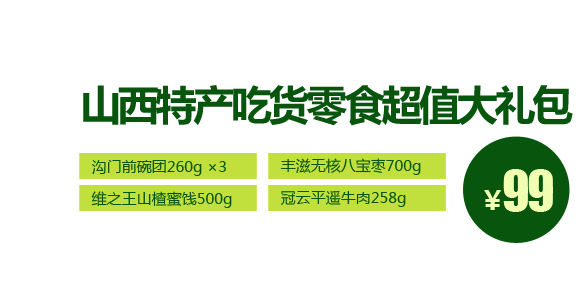 山西特产吃货零食超值大礼包
沟门前碗团260g ×3
丰滋无核八宝枣700g
维之王山楂蜜饯500g
冠云平遥牛肉258g
¥99